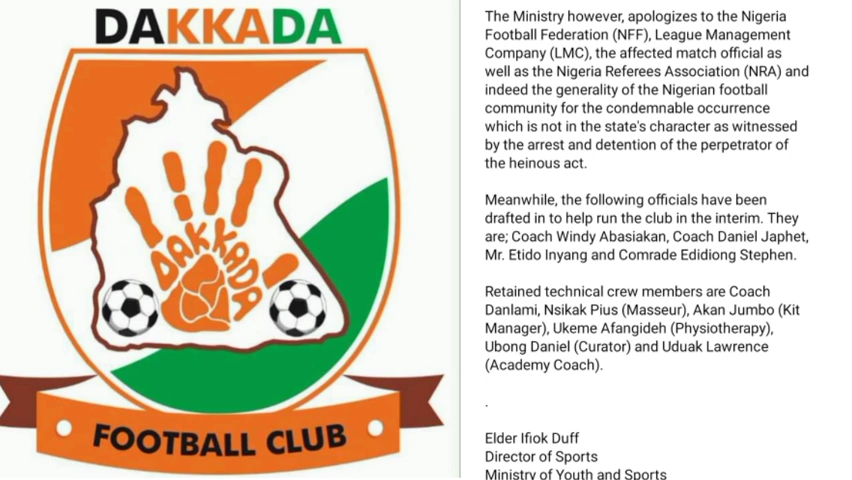 DAKKADA
DAKKADA
FOOTBALL CLUB
The Ministry however, apologizes to the Nigeria
Football Federation (NFF), League Management
Company (LMC), the affected match official as
well as the Nigeria Referees Association (NRA) and
indeed the generality of the Nigerian football
community for the condemnable occurrence
which is not in the state's character as witnessed
by the arrest and detention of the perpetrator of
the heinous act.
Meanwhile, the following officials have been
drafted in to help run the club in the interim. They
are; Coach Windy Abasiakan, Coach Daniel Japhet,
Mr. Etido Inyang and Comrade Edidiong Stephen.
Retained technical crew members are Coach
Danlami, Nsikak Pius (Masseur), Akan Jumbo (Kit
Manager), Ukeme Afangideh (Physiotherapy),
Ubong Daniel (Curator) and Uduak Lawrence
(Academy Coach).
.
Elder Ifiok Duff
Director of Sports
Ministry of Youth and Sports